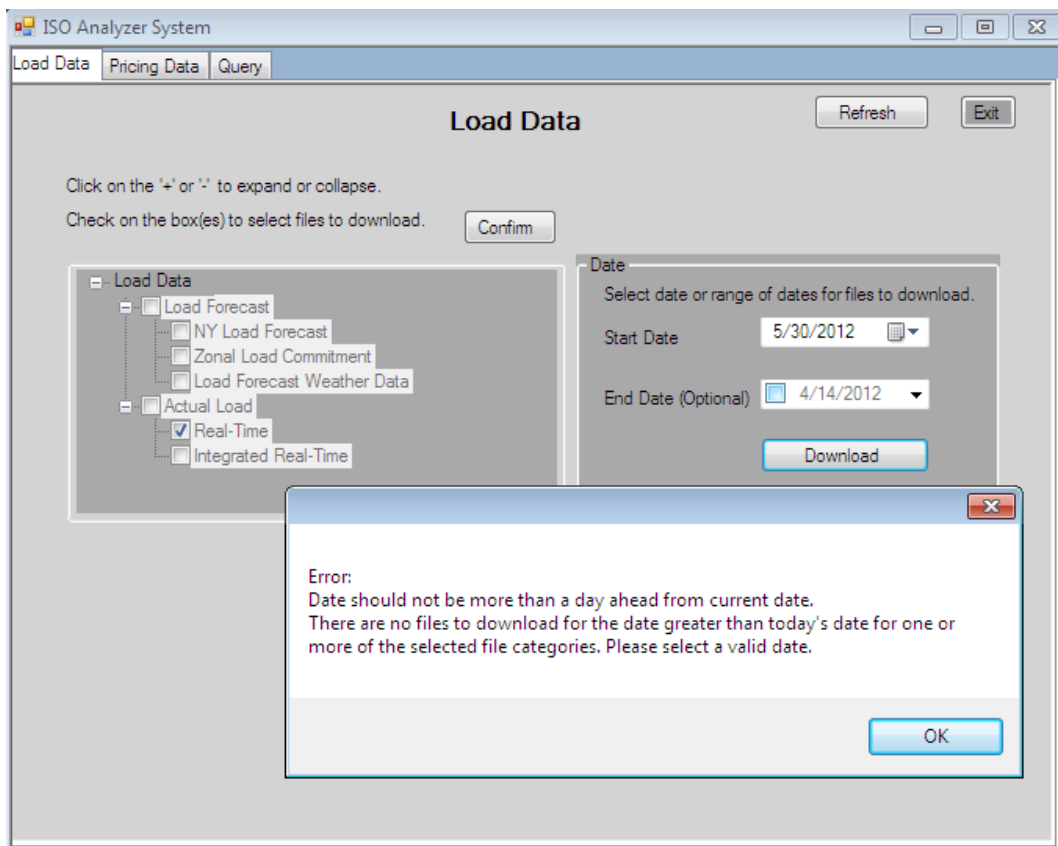 ISO Analyzer System
Load Data Pricing Data Query
Load Data
Refresh Exit
Click on the '+' or '-' to expand or collapse.
Check on the box(es) to select files to download.
Confirm
Load Data
Load Forecast
NY Load Forecast
Zonal Load Commitment
Load Forecast Weather Data
Actual Load
Real-Time
Integrated Real-Time
Date
Select date or range of dates for files to download.
Start Date 5/30/2012
End Date (Optional) 4/14/2012
Download
Error:
Date should not be more than a day ahead from current date.
There are no files to download for the date greater than today's date for one or
more of the selected file categories. Please select a valid date.
OK